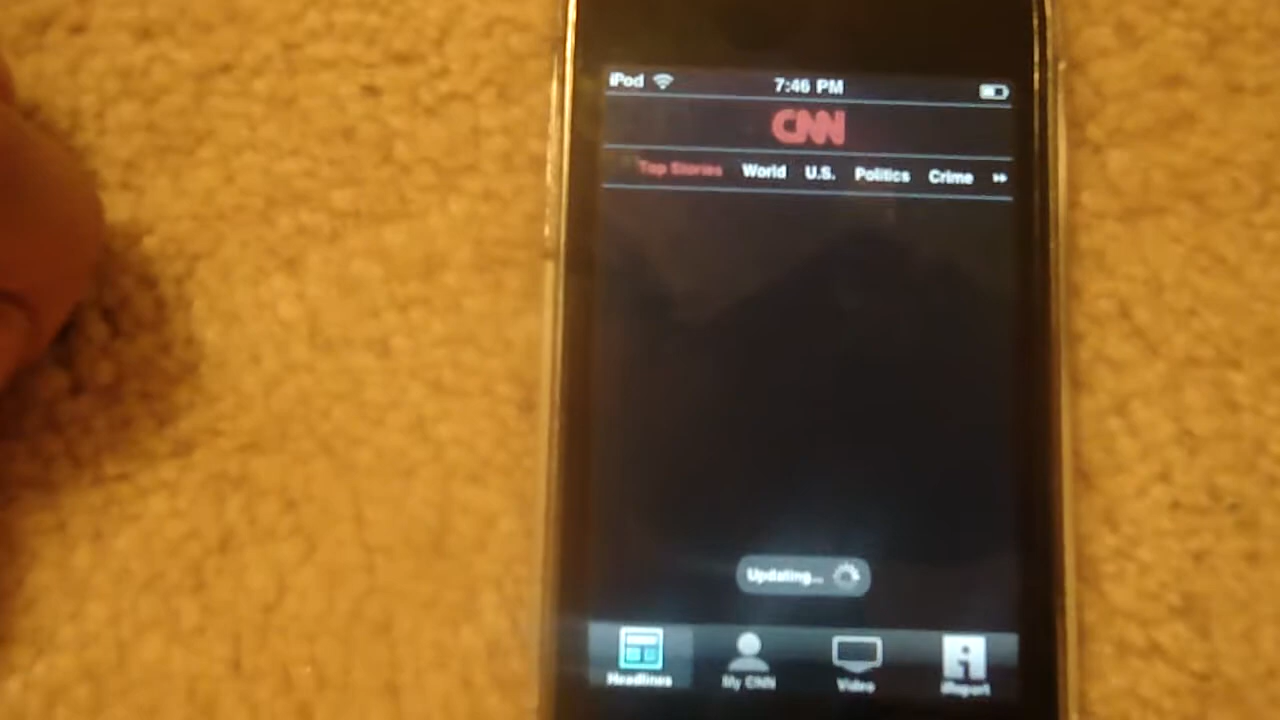 iPod 7:46 PM
CNN
Top Stories World U.S. Politics Crime
Updating...
Headlines My CNN Video iReport